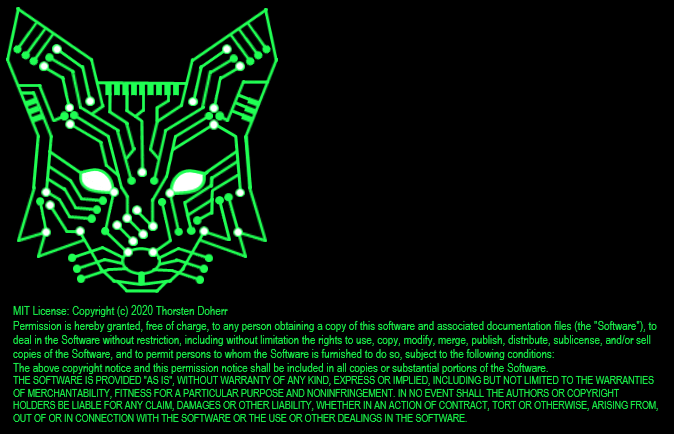 MIT License: Copyright (c) 2020 Thorsten Doherr
Permission is hereby granted, free of charge, to any person obtaining a copy of this software and associated documentation files (the "Software"), to
deal in the Software without restriction, including without limitation the rights to use, copy, modify, merge, publish, distribute, sublicense, and/or sell
copies of the Software, and to permit persons to whom the Software is furnished to do so, subject to the following conditions:
The above copyright notice and this permission notice shall be included in all copies or substantial portions of the Software.
THE SOFTWARE IS PROVIDED "AS IS", WITHOUT WARRANTY OF ANY KIND, EXPRESS OR IMPLIED, INCLUDING BUT NOT LIMITED TO THE WARRANTIES
OF MERCHANTABILITY, FITNESS FOR A PARTICULAR PURPOSE AND NONINFRINGEMENT. IN NO EVENT SHALL THE AUTHORS OR COPYRIGHT
HOLDERS BE LIABLE FOR ANY CLAIM, DAMAGES OR OTHER LIABILITY, WHETHER IN AN ACTION OF CONTRACT, TORT OR OTHERWISE, ARISING FROM,
OUT OF OR IN CONNECTION WITH THE SOFTWARE OR THE USE OR OTHER DEALINGS IN THE SOFTWARE.